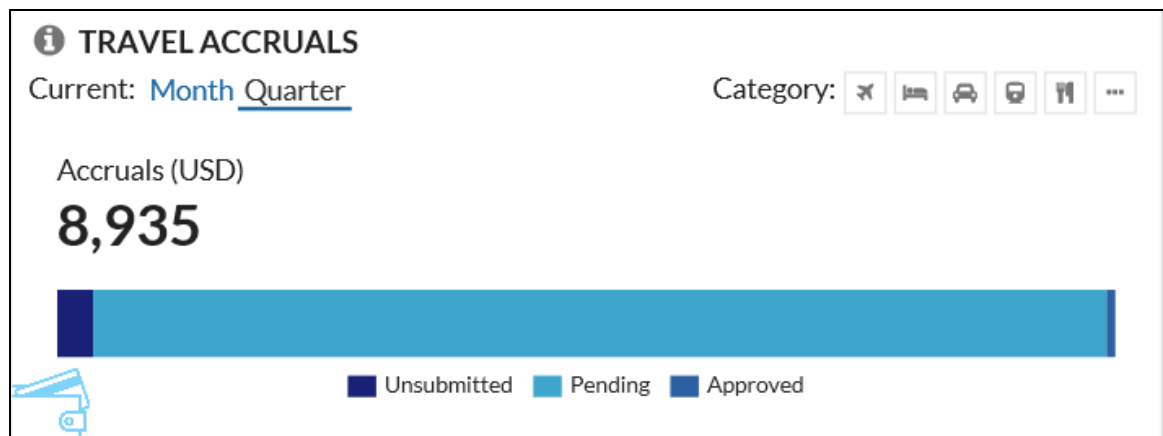 TRAVEL ACCRUALS
Current: Month Quarter
Category:
Accruals (USD)
8,935
Unsubmitted Pending Approved